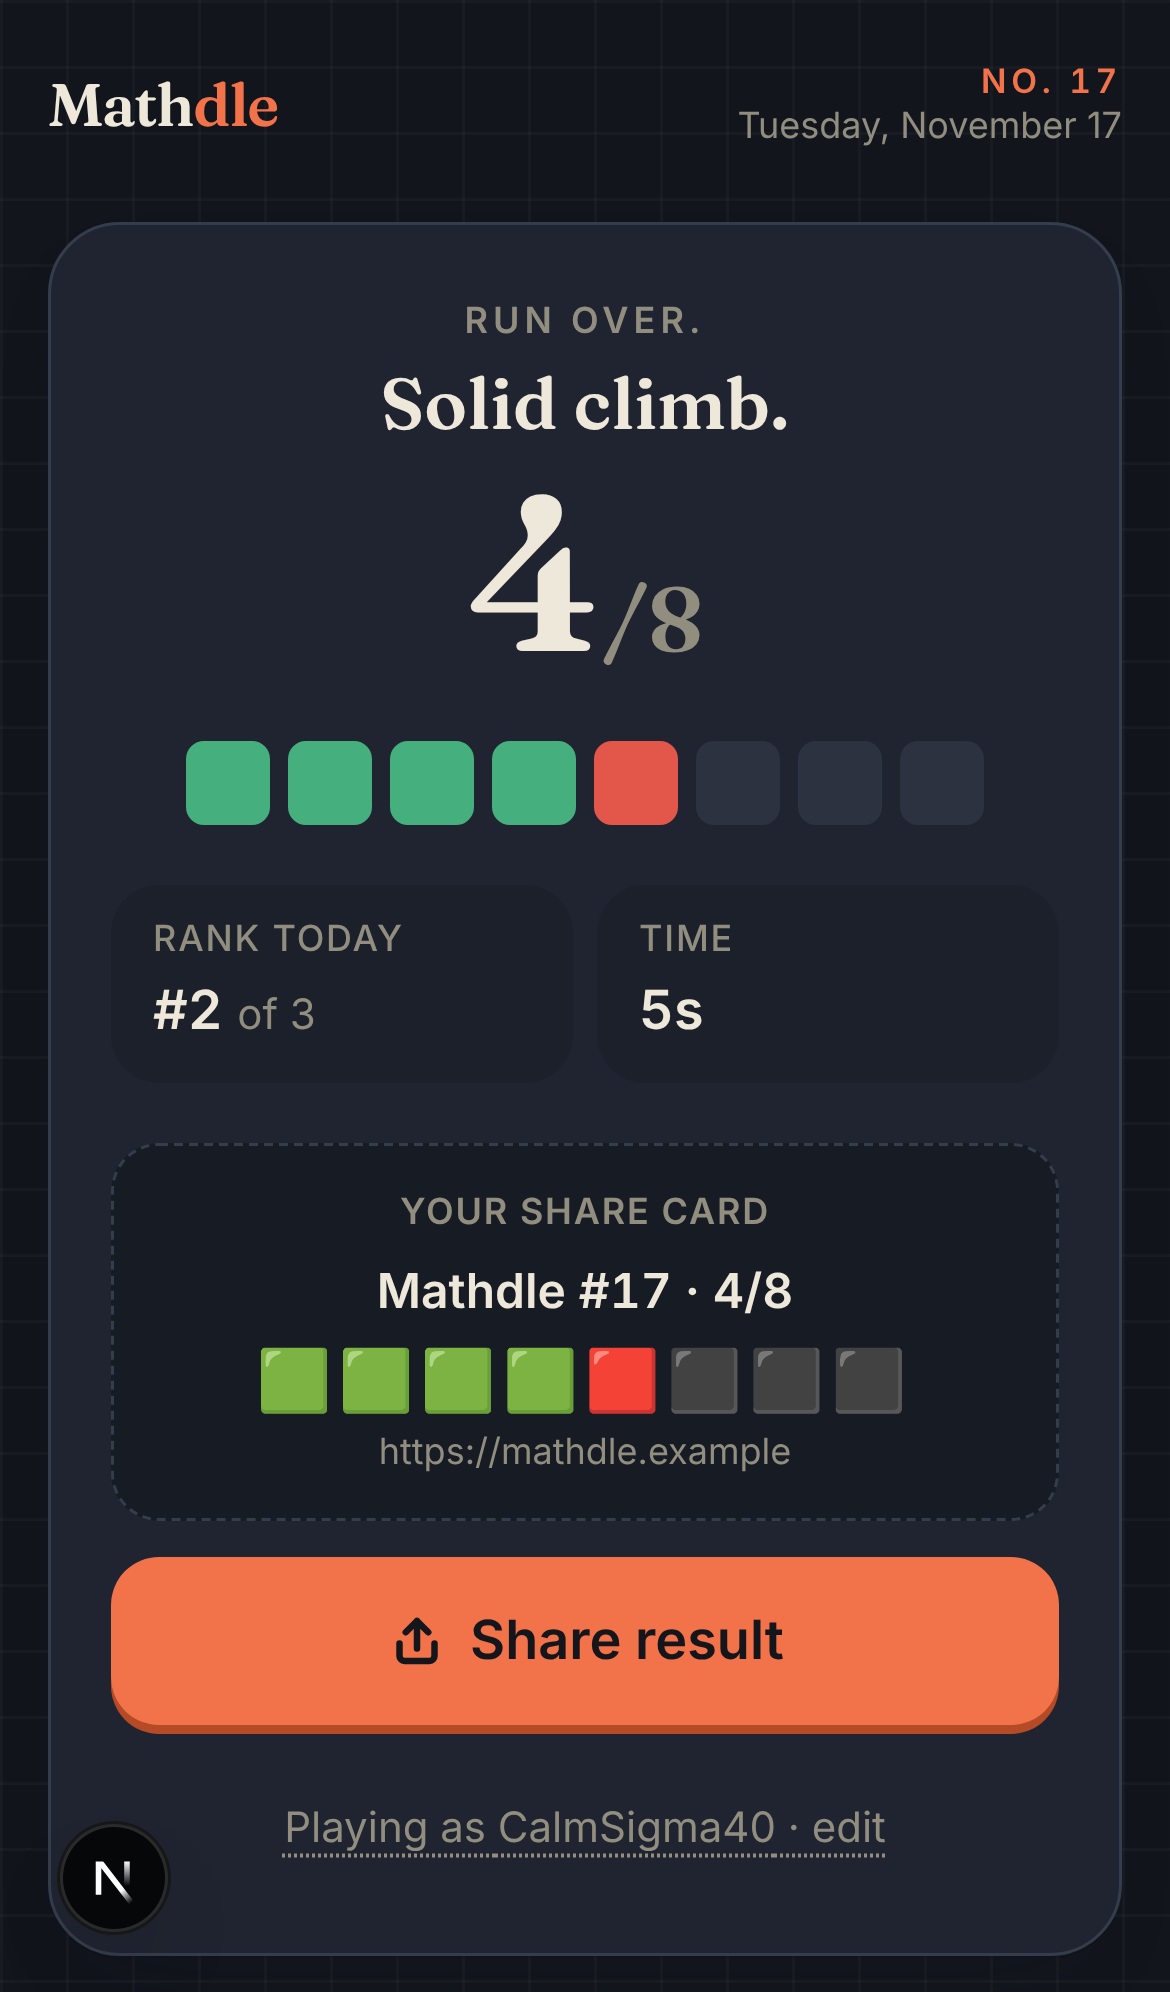 Mathdle
NO. 17
Tuesday, November 17
RUN OVER.
Solid climb.
4/8
RANK TODAY
#2 of 3
TIME
5s
YOUR SHARE CARD
Mathdle #17 · 4/8
🟩🟩🟩🟩🟥⬛⬛⬛
https://mathdle.example
Share result
Playing as CalmSigma40 · edit
N